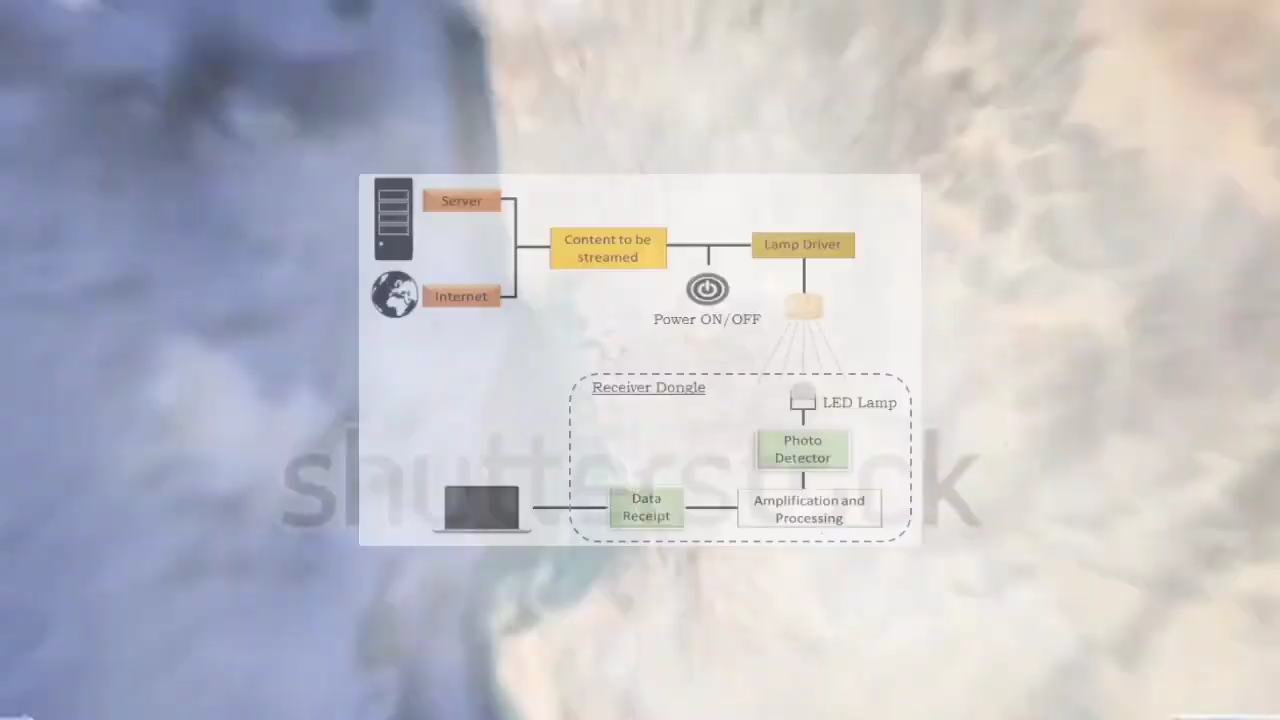 Server
Content to be
streamed
Lamp Driver
Internet
Power ON/OFF
Receiver Dongle
LED Lamp
Photo
Detector
shutterstock
Data
Receipt
Amplification and
Processing